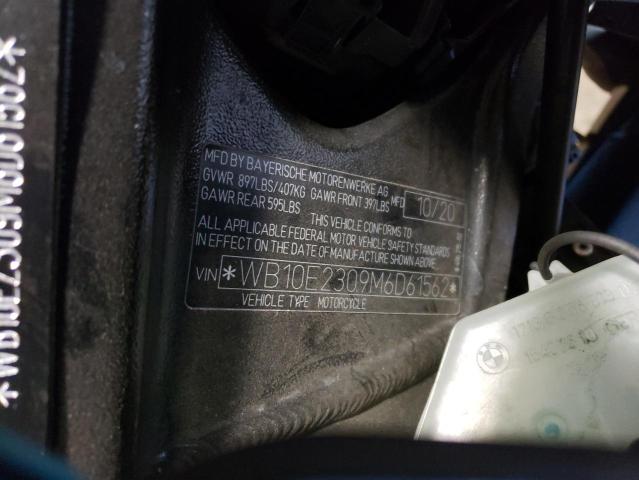 MFD BY BAYERISCHE MOTORENWERKE AG
GVWR 897LBS/407KG GAWR FRONT 397LBS
GAWR REAR 595LBS
MFD 10/20
THIS VEHICLE CONFORMS TO
ALL APPLICABLE FEDERAL MOTOR VEHICLE SAFETY STANDARDS
IN EFFECT ON THE DATE OF MANUFACTURE SHOWN ABOVE.
VIN *WB10E2309M6D61562*
VEHICLE TYPE MOTORCYCLE
BMW